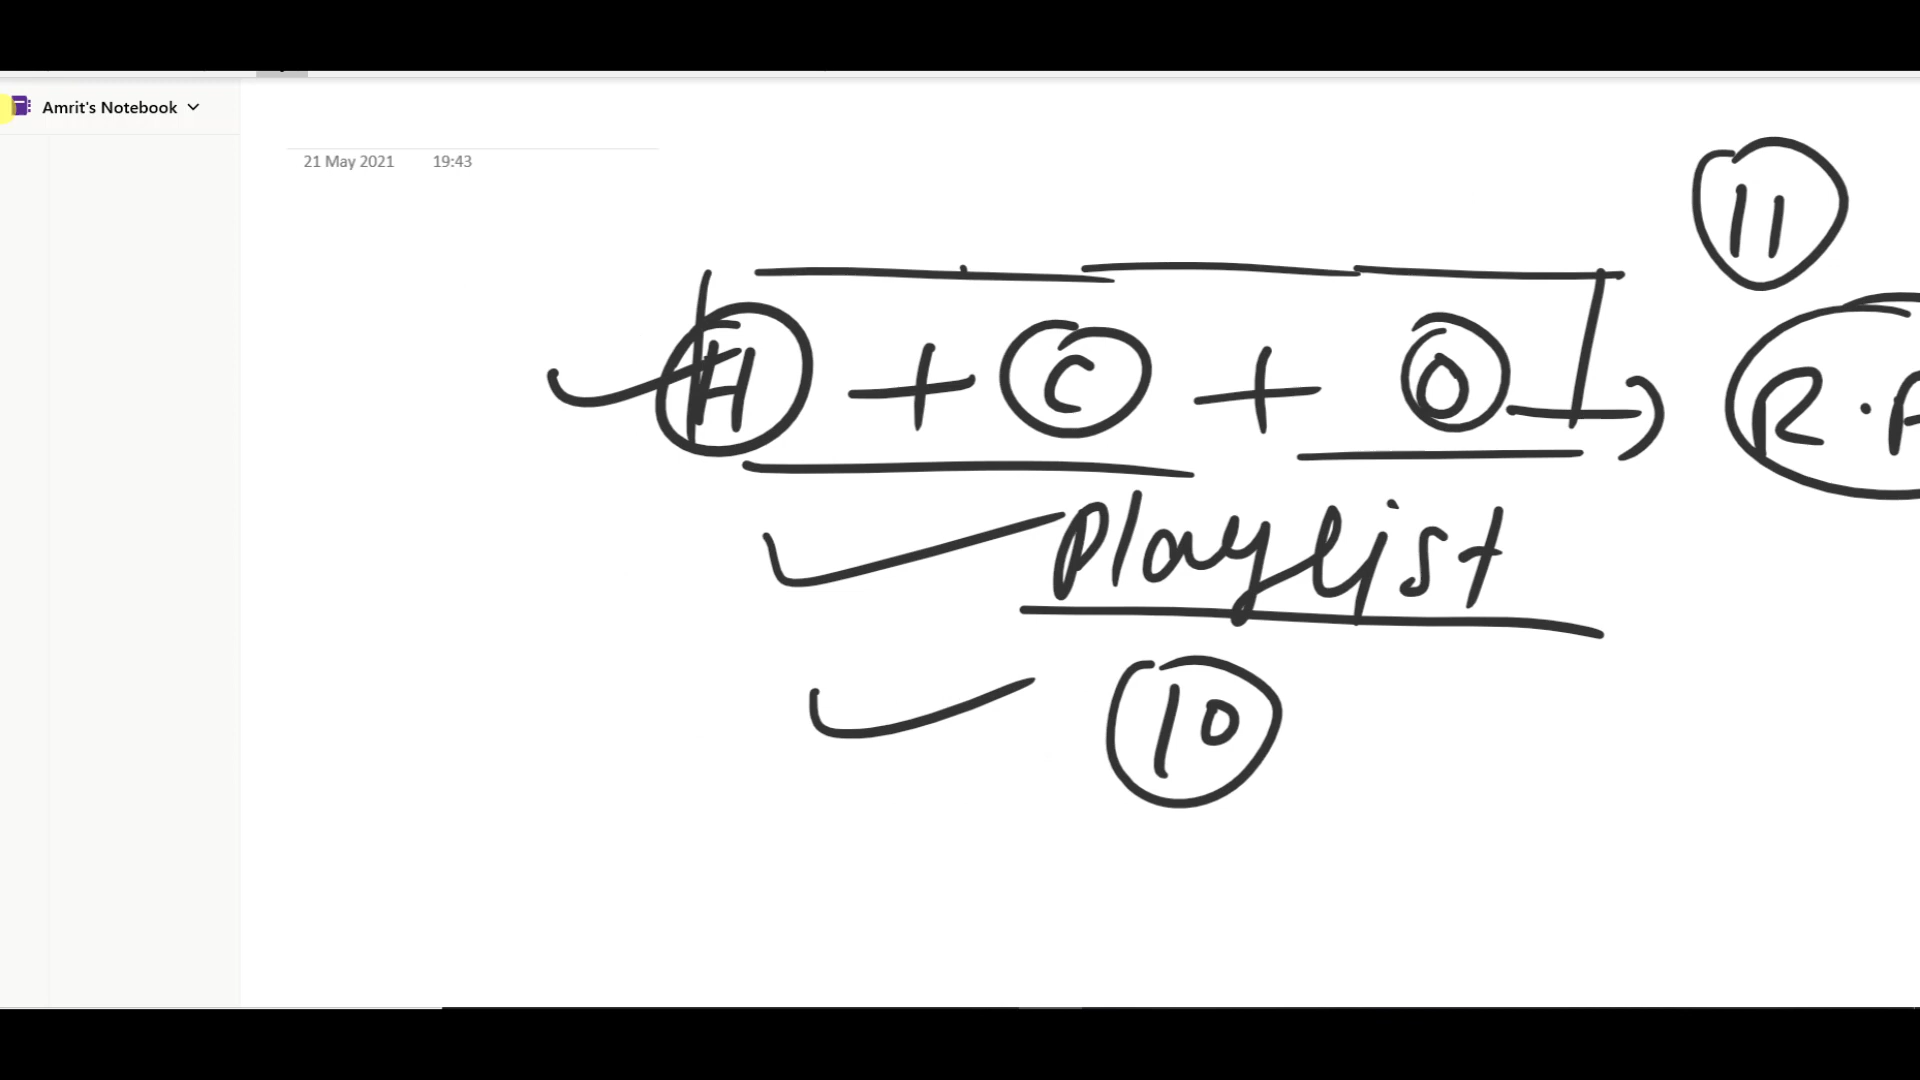 Amrit's Notebook
21 May 2021 19:43
11
H + C + O
R.
Playlist
10